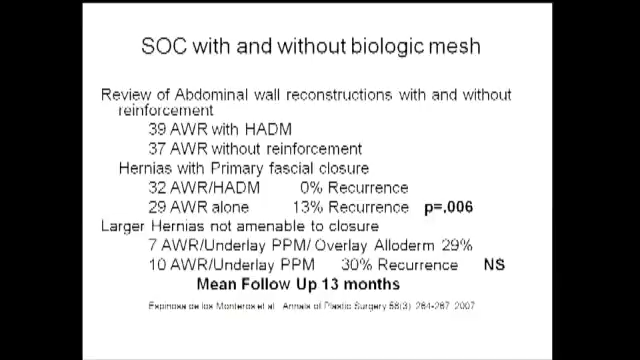 SOC with and without biologic mesh
Review of Abdominal wall reconstructions with and without
reinforcement
39 AWR with HADM
37 AWR without reinforcement
Hernias with Primary fascial closure
32 AWR/HADM 0% Recurrence
29 AWR alone 13% Recurrence p=.006
Larger Hernias not amenable to closure
7 AWR/Underlay PPM/ Overlay Alloderm 29%
10 AWR/Underlay PPM 30% Recurrence NS
Mean Follow Up 13 months
Espinosa de los Monteros et al Annals of Plastic Surgery 58(3) 264-267 2007